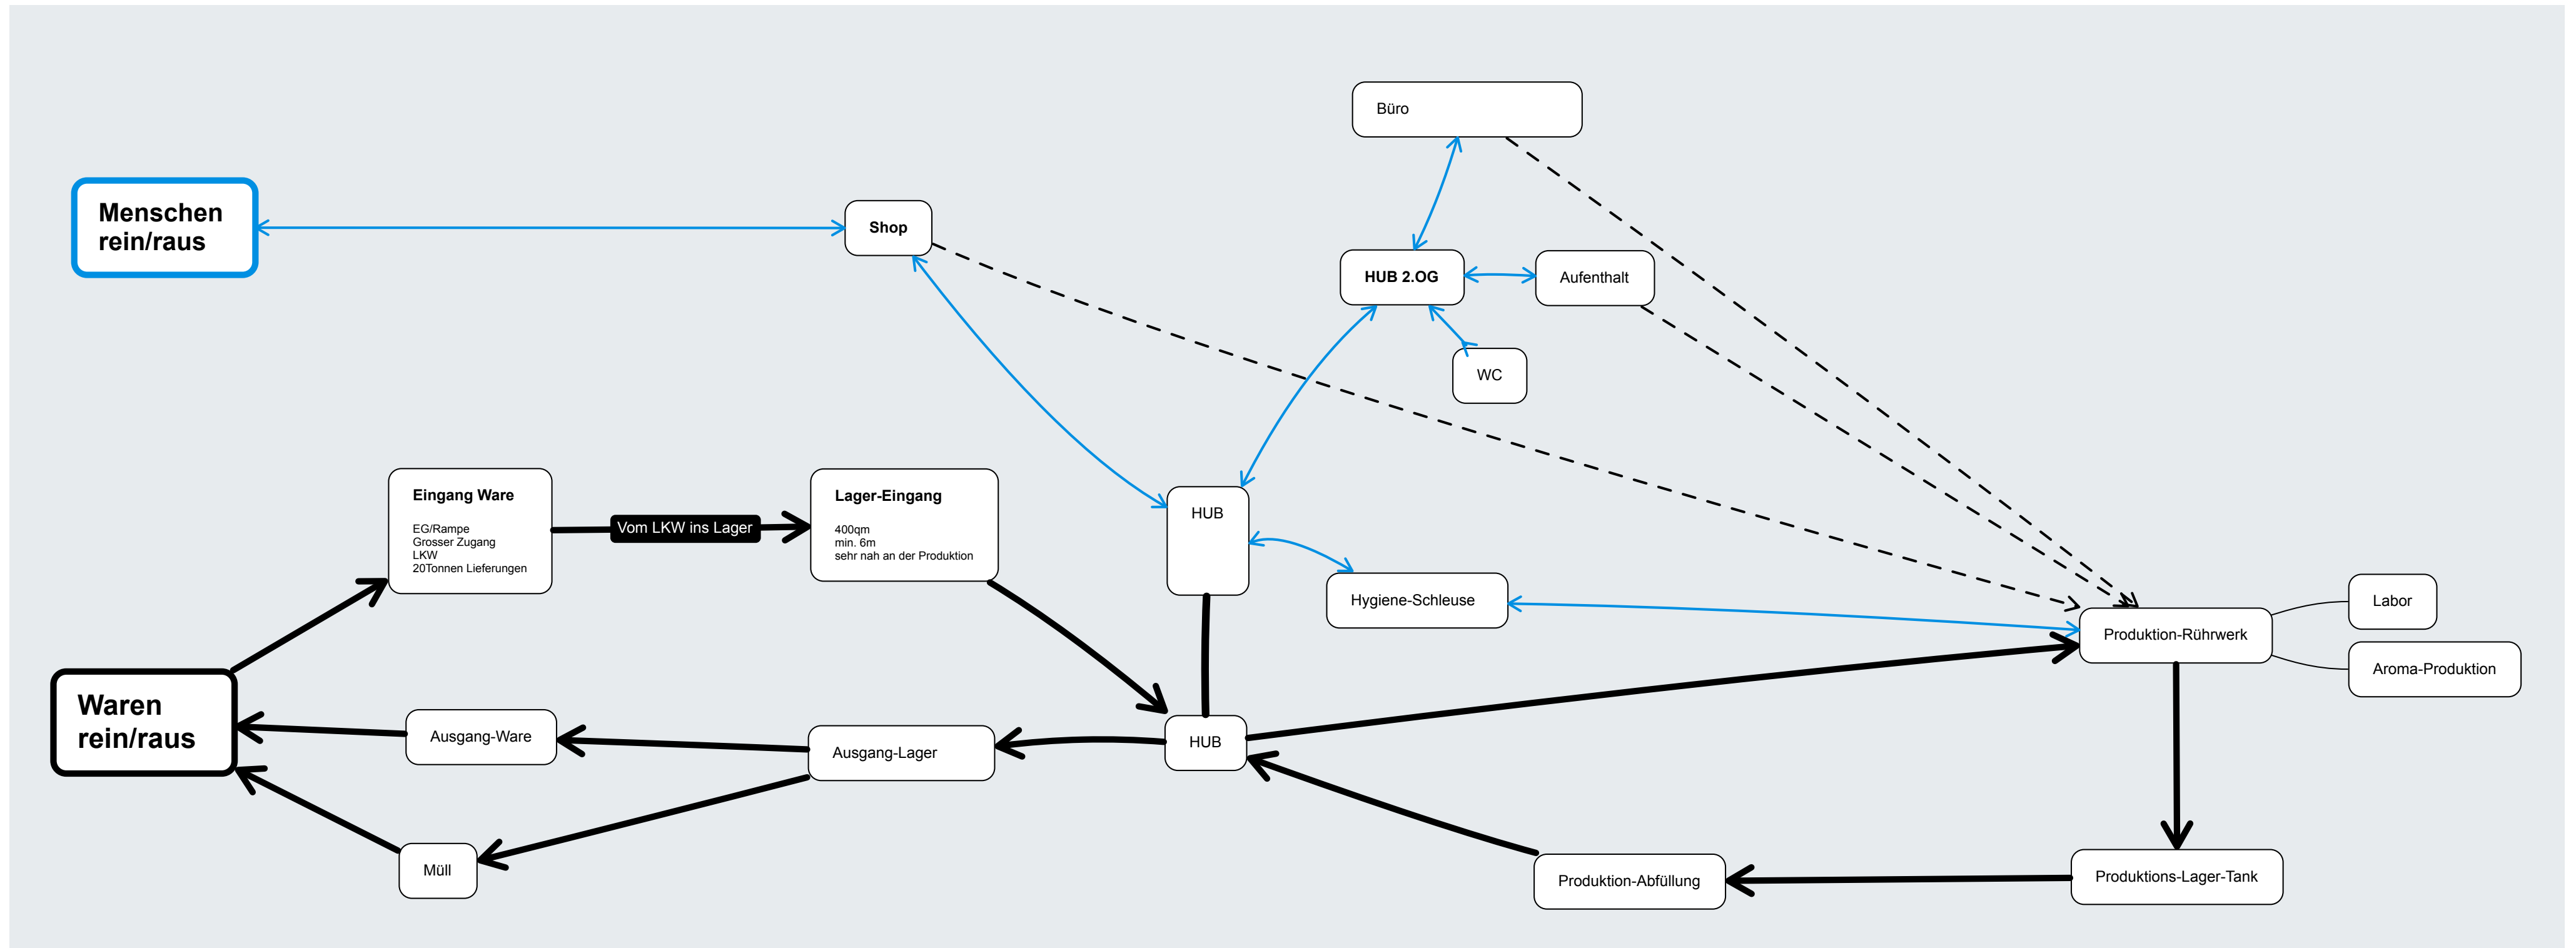 Büro
Menschen
rein/raus
Shop
HUB 2.OG
Aufenthalt
WC
Eingang Ware
EG/Rampe
Grosser Zugang
LKW
20Tonnen Lieferungen
Vom LKW ins Lager
Lager-Eingang
400qm
min. 6m
sehr nah an der Produktion
HUB
Hygiene-Schleuse
Labor
Produktion-Rührwerk
Aroma-Produktion
Waren
rein/raus
Ausgang-Ware
Ausgang-Lager
HUB
Müll
Produktion-Abfüllung
Produktions-Lager-Tank